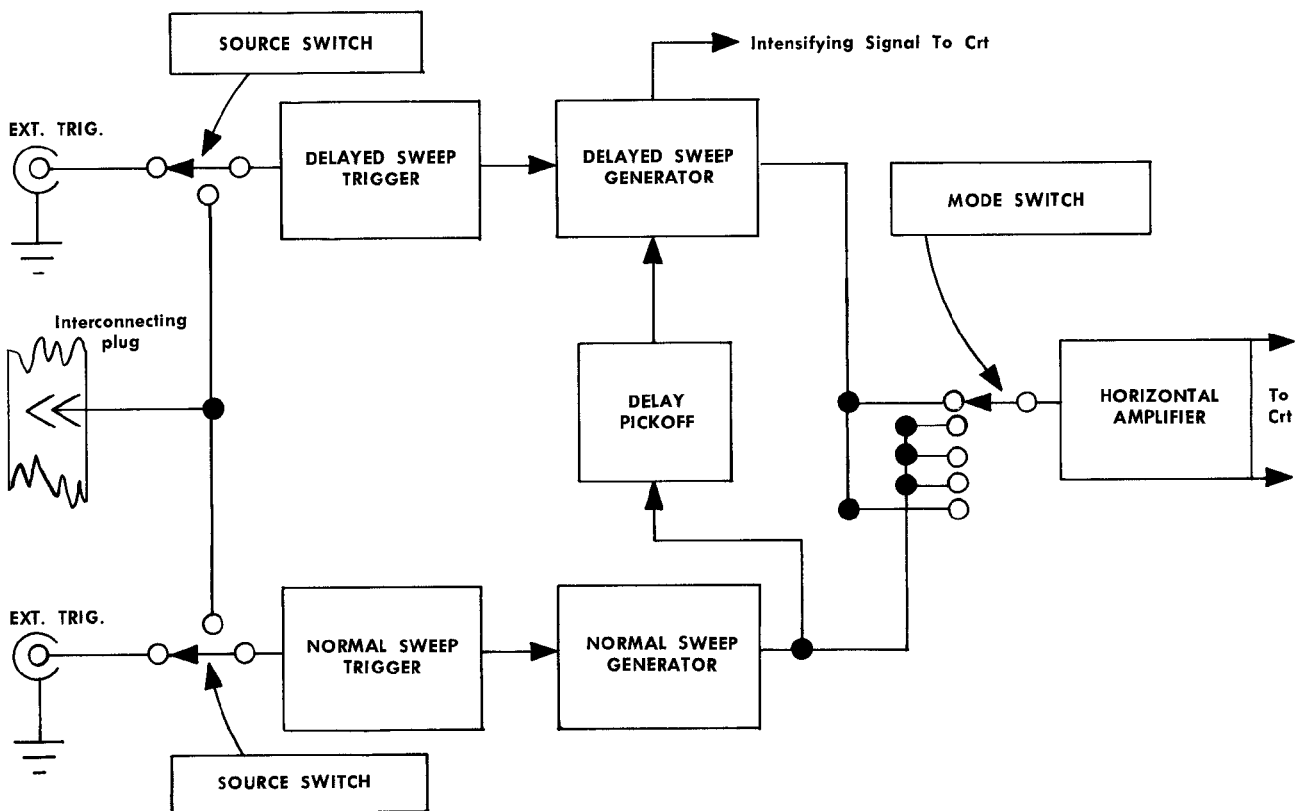 SOURCE SWITCH
Intensifying Signal To Crt
EXT. TRIG.
DELAYED SWEEP
TRIGGER
DELAYED SWEEP
GENERATOR
MODE SWITCH
Interconnecting
plug
DELAY
PICKOFF
HORIZONTAL
AMPLIFIER
To
Crt
EXT. TRIG.
NORMAL SWEEP
TRIGGER
NORMAL SWEEP
GENERATOR
SOURCE SWITCH